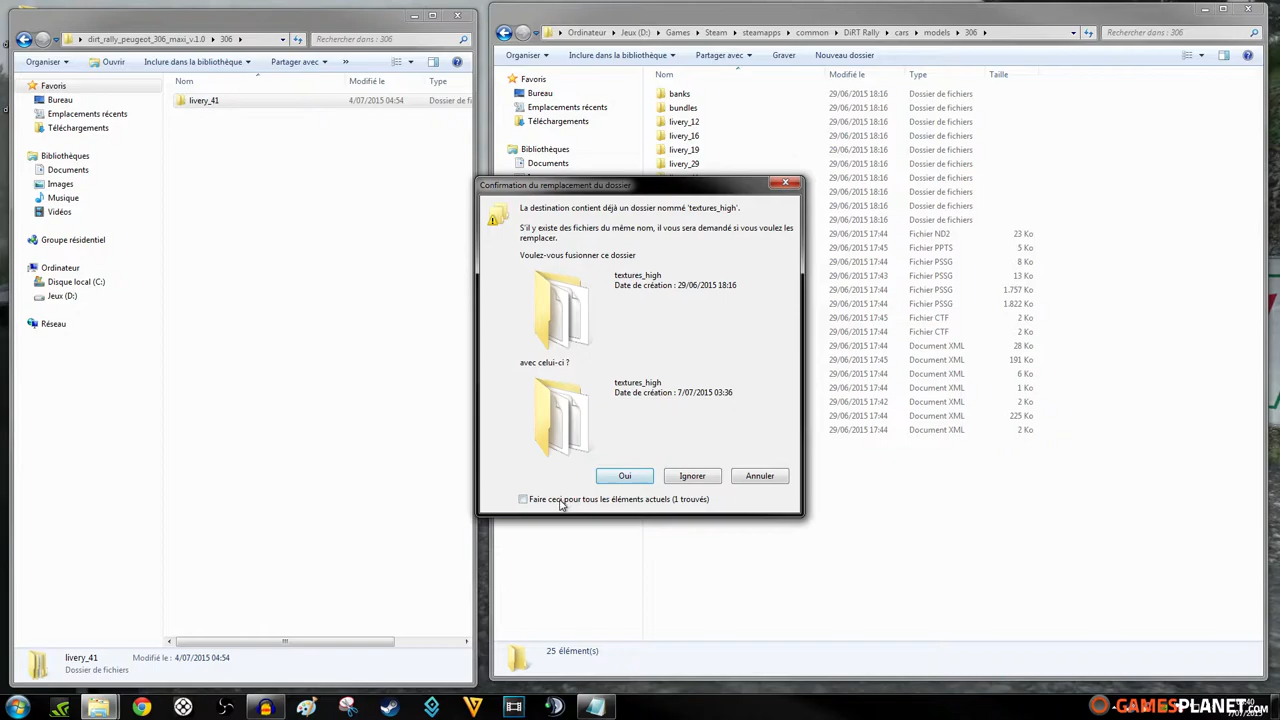 dirt_rally_peugeot_306_maxi_v.1.0 306
Rechercher dans : 306
Organiser Ouvrir Inclure dans la bibliothèque Partager avec »
Favoris
Bureau
Emplacements récents
Téléchargements
Bibliothèques
Documents
Images
Musique
Vidéos
Groupe résidentiel
Ordinateur
Disque local (C:)
Jeux (D:)
Réseau
Nom Modifié le Type
livery_41 4/07/2015 04:54 Dossier de fi
livery_41 Modifié le : 4/07/2015 04:54
Dossier de fichiers
Ordinateur Jeux (D:) Games Steam steamapps common DiRT Rally cars models 306
Rechercher dans : 306
Organiser Inclure dans la bibliothèque Partager avec Graver Nouveau dossier
Favoris
Bureau
Emplacements récents
Téléchargements
Bibliothèques
Documents
Nom Modifié le Type Taille
banks 29/06/2015 18:16 Dossier de fichiers
bundles 29/06/2015 18:16 Dossier de fichiers
livery_12 29/06/2015 18:16 Dossier de fichiers
livery_16 29/06/2015 18:16 Dossier de fichiers
livery_19 29/06/2015 18:16 Dossier de fichiers
livery_29 29/06/2015 18:16 Dossier de fichiers
29/06/2015 18:16 Dossier de fichiers
29/06/2015 18:16 Dossier de fichiers
29/06/2015 18:16 Dossier de fichiers
29/06/2015 18:16 Dossier de fichiers
29/06/2015 17:44 Fichier ND2 23 Ko
29/06/2015 17:44 Fichier PPTS 5 Ko
29/06/2015 17:44 Fichier PSSG 8 Ko
29/06/2015 17:43 Fichier PSSG 13 Ko
29/06/2015 17:44 Fichier PSSG 1.757 Ko
29/06/2015 17:44 Fichier PSSG 1.822 Ko
29/06/2015 17:45 Fichier CTF 2 Ko
29/06/2015 17:44 Fichier CTF 2 Ko
29/06/2015 17:44 Document XML 28 Ko
29/06/2015 17:45 Document XML 191 Ko
29/06/2015 17:44 Document XML 6 Ko
29/06/2015 17:44 Document XML 1 Ko
29/06/2015 17:42 Document XML 2 Ko
29/06/2015 17:44 Document XML 225 Ko
29/06/2015 17:44 Document XML 2 Ko
25 élément(s)
Confirmation du remplacement du dossier
La destination contient déjà un dossier nommé 'textures_high'.
S'il y existe des fichiers du même nom, il vous sera demandé si vous voulez les
remplacer.
Voulez-vous fusionner ce dossier
textures_high
Date de création : 29/06/2015 18:16
avec celui-ci ?
textures_high
Date de création : 7/07/2015 03:36
Oui Ignorer Annuler
Faire ceci pour tous les éléments actuels (1 trouvés)
GAMESPLANET.COM